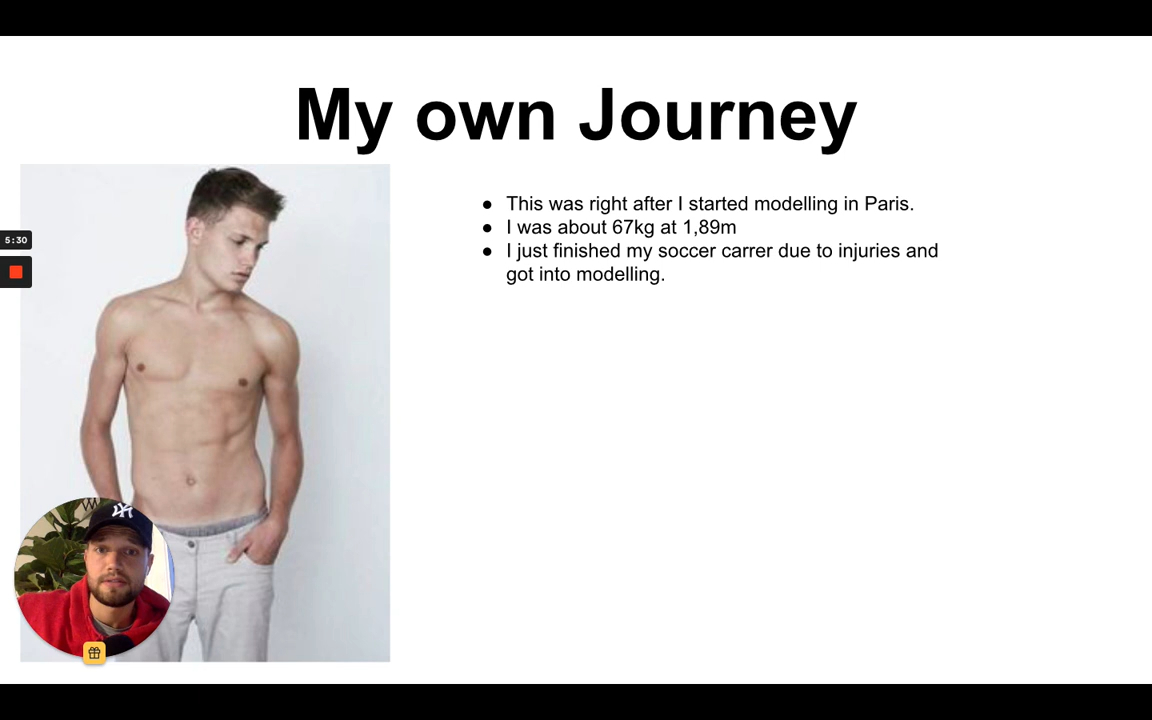 My own Journey
● This was right after I started modelling in Paris.
● I was about 67kg at 1,89m
● I just finished my soccer carrer due to injuries and
got into modelling.
5:30
NY